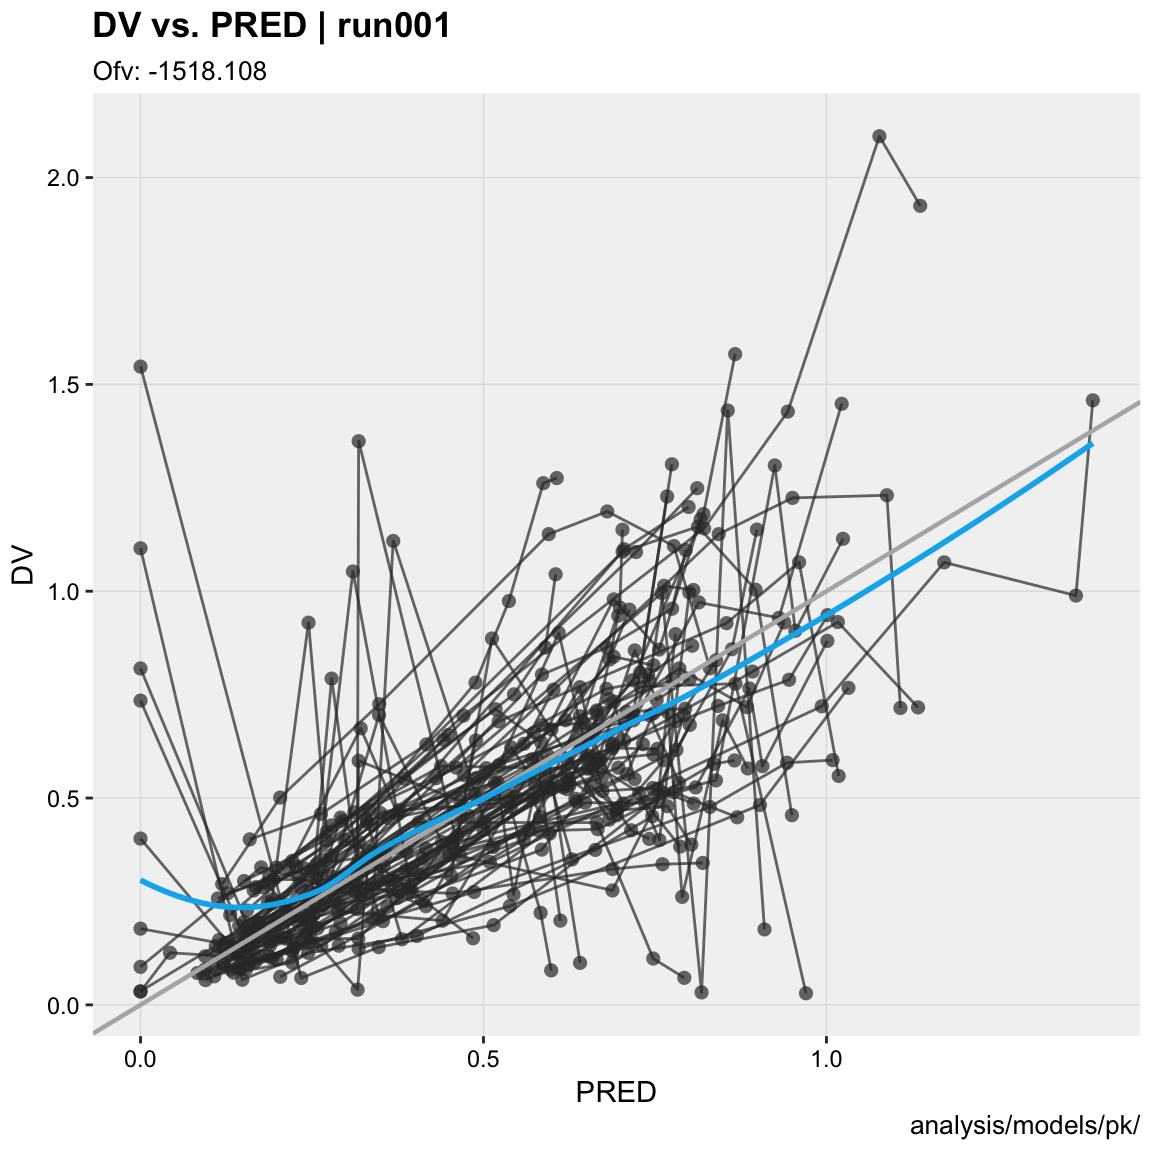 DV vs. PRED | run001
Ofv: -1518.108
2.0
1.5
1.0
0.5
0.0
DV
0.0 0.5 1.0
PRED
analysis/models/pk/